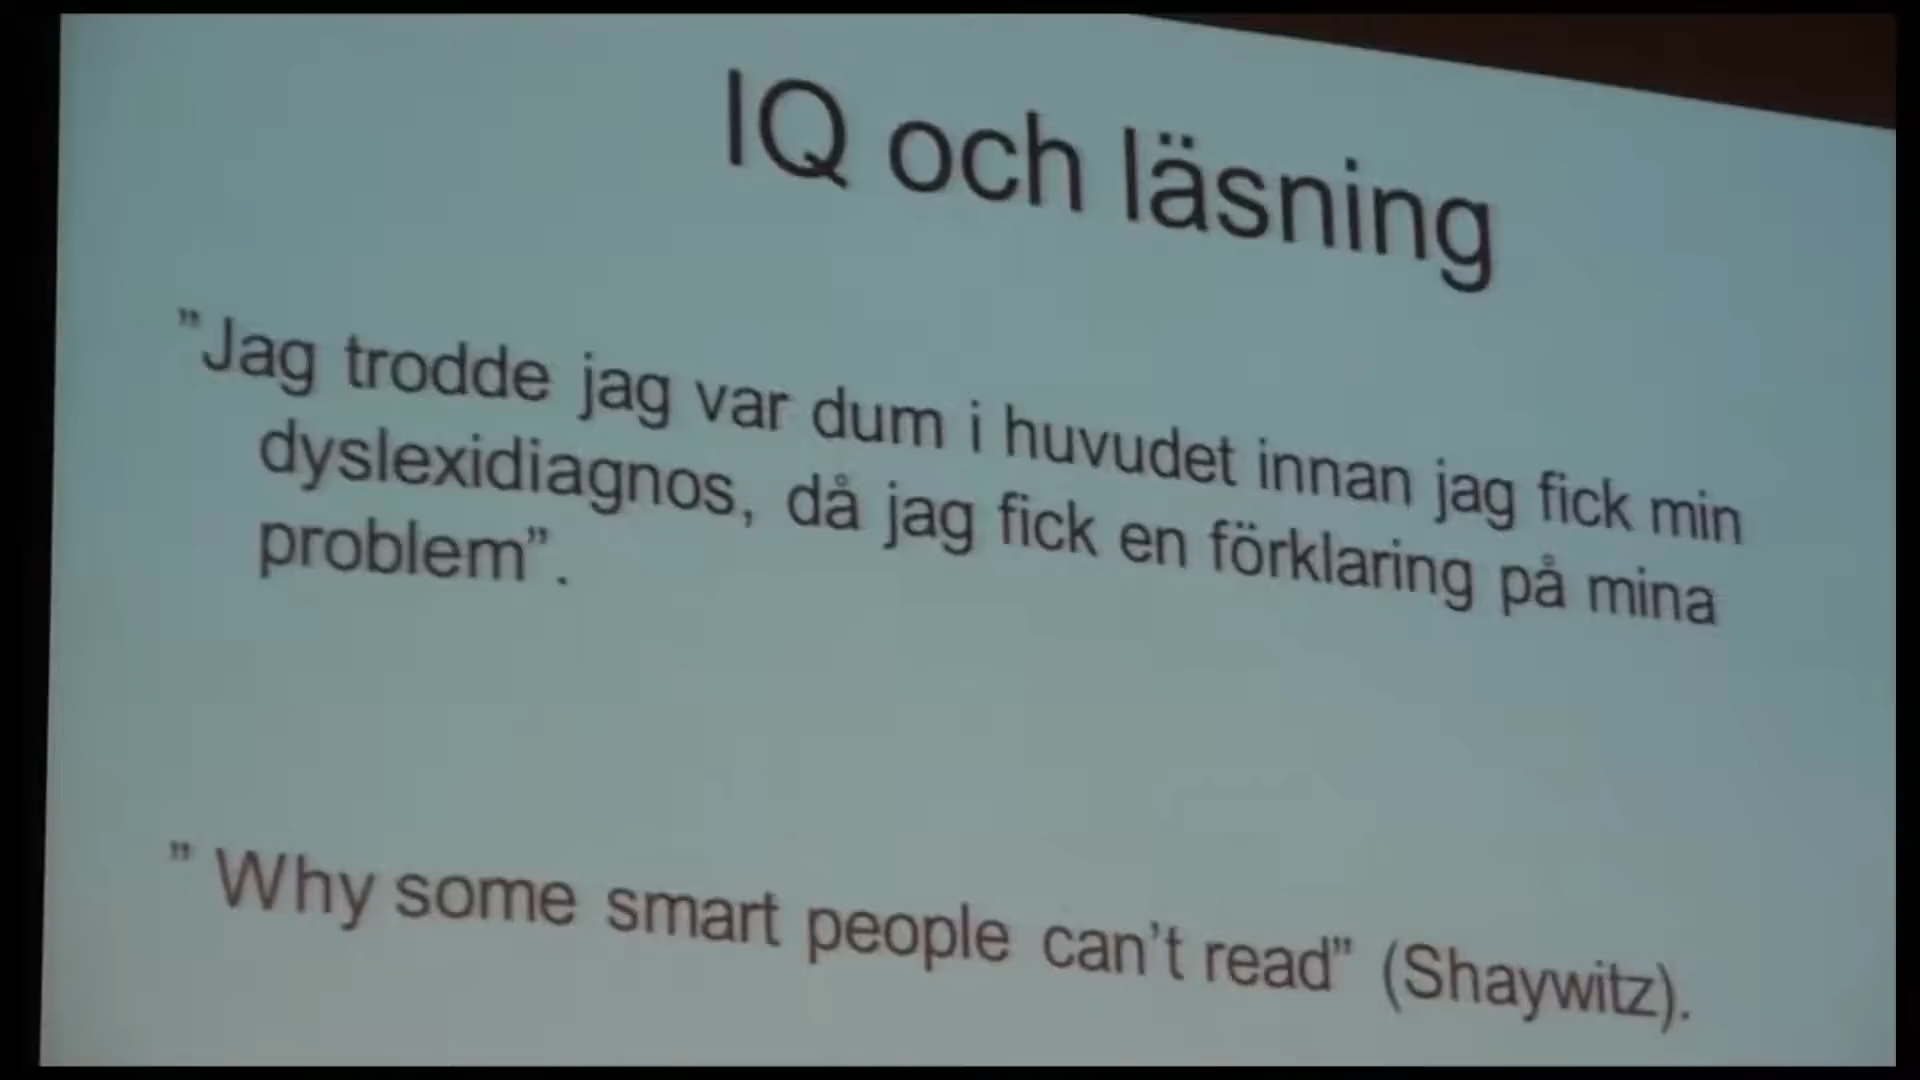 IQ och läsning
”Jag trodde jag var dum i huvudet innan jag fick min
dyslexidiagnos, då jag fick en förklaring på mina
problem”.
” Why some smart people can’t read” (Shaywitz).